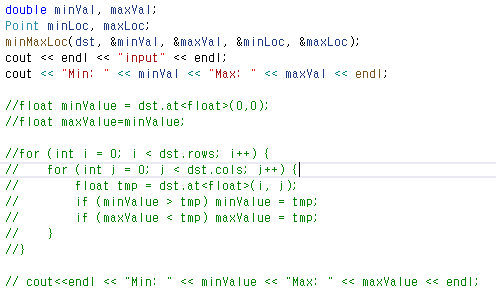 double minVal, maxVal;
Point minLoc, maxLoc;
minMaxLoc(dst, &minVal, &maxVal, &minLoc, &maxLoc);
cout << endl << "input" << endl;
cout << "Min: " << minVal << "Max: " << maxVal << endl;
//float minValue = dst.at<float>(0,0);
//float maxValue=minValue;
//for (int i = 0; i < dst.rows; i++) {
//    for (int j = 0; j < dst.cols; j++) {
//        float tmp = dst.at<float>(i, j);
//        if (minValue > tmp) minValue = tmp;
//        if (maxValue < tmp) maxValue = tmp;
//    }
//}
// cout<<endl << "Min: " << minValue << "Max: " << maxValue << endl;